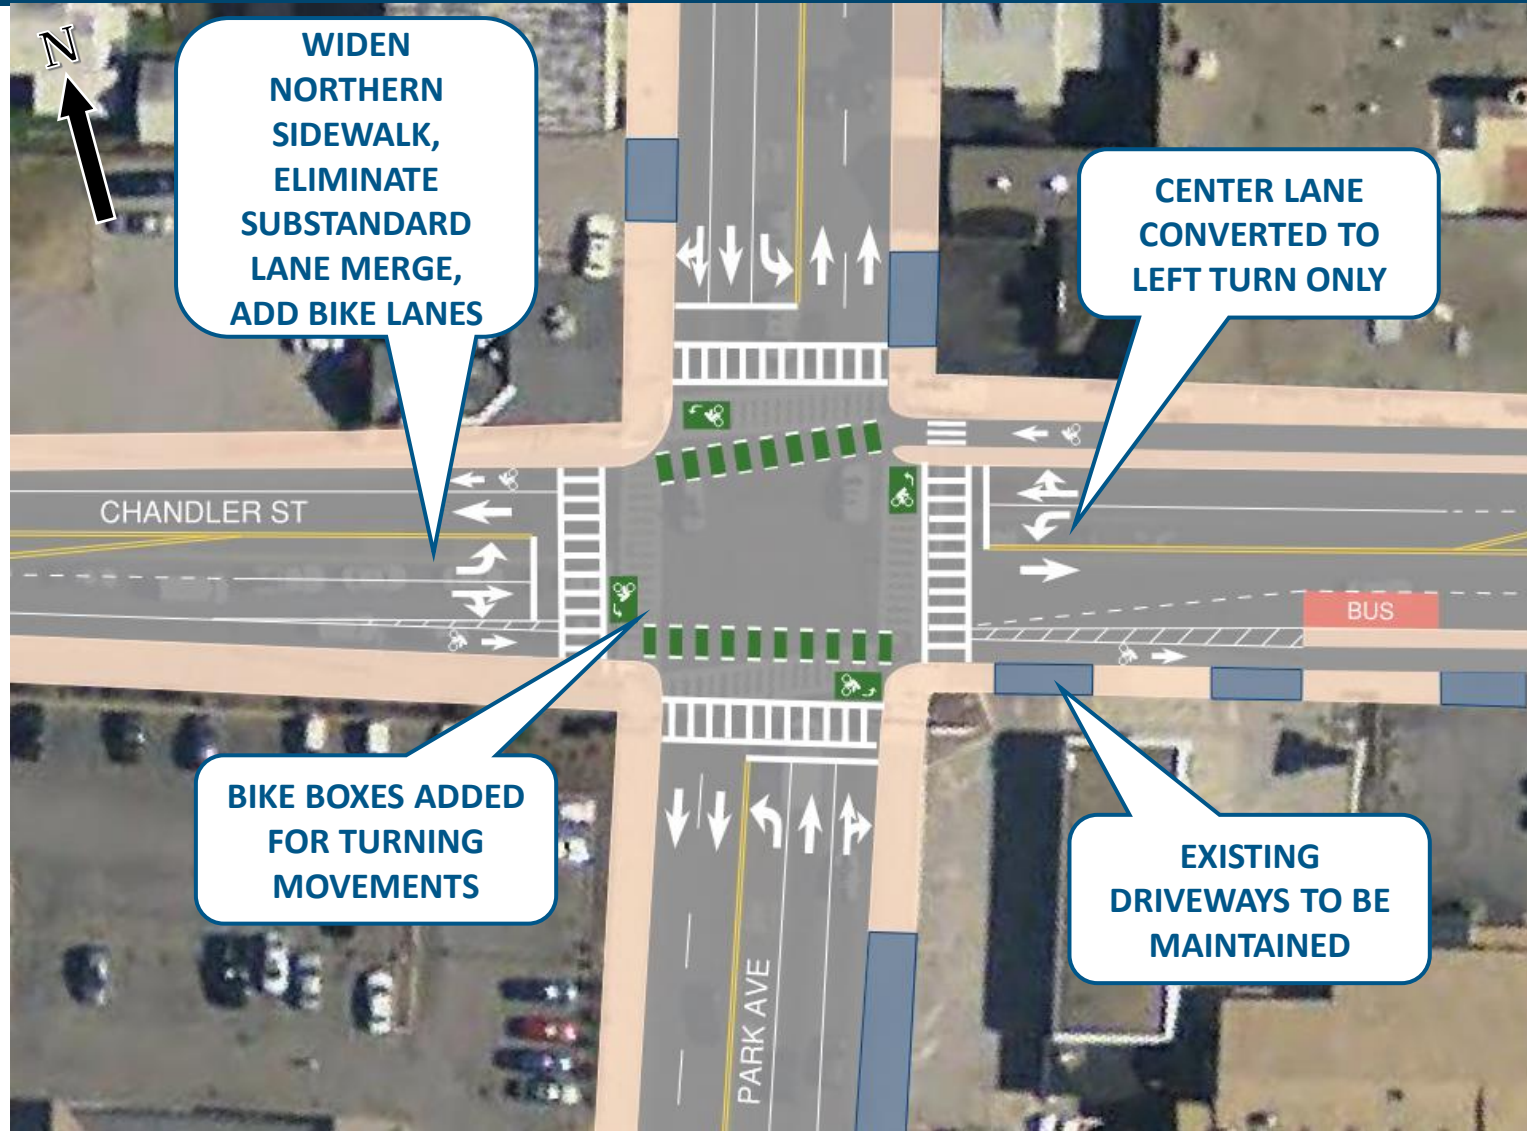 N
WIDEN
NORTHERN
SIDEWALK,
ELIMINATE
SUBSTANDARD
LANE MERGE,
ADD BIKE LANES
CENTER LANE
CONVERTED TO
LEFT TURN ONLY
CHANDLER ST
BUS
BIKE BOXES ADDED
FOR TURNING
MOVEMENTS
EXISTING
DRIVEWAYS TO BE
MAINTAINED
PARK AVE